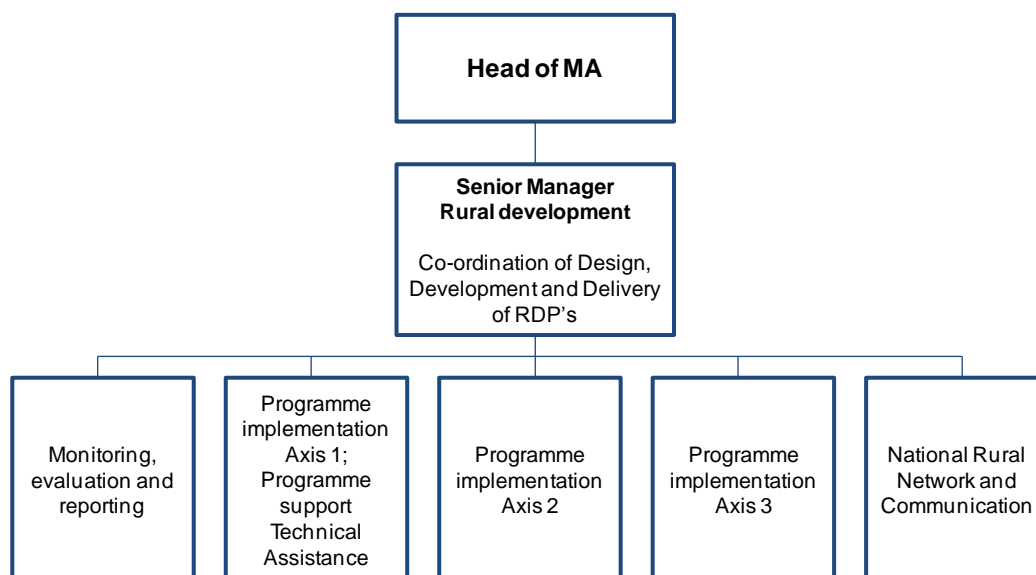 Head of MA
Senior Manager
Rural development
Co-ordination of Design,
Development and Delivery
of RDP's
Monitoring,
evaluation and
reporting
Programme
implementation
Axis 1;
Programme
support
Technical
Assistance
Programme
implementation
Axis 2
Programme
implementation
Axis 3
National Rural
Network and
Communication